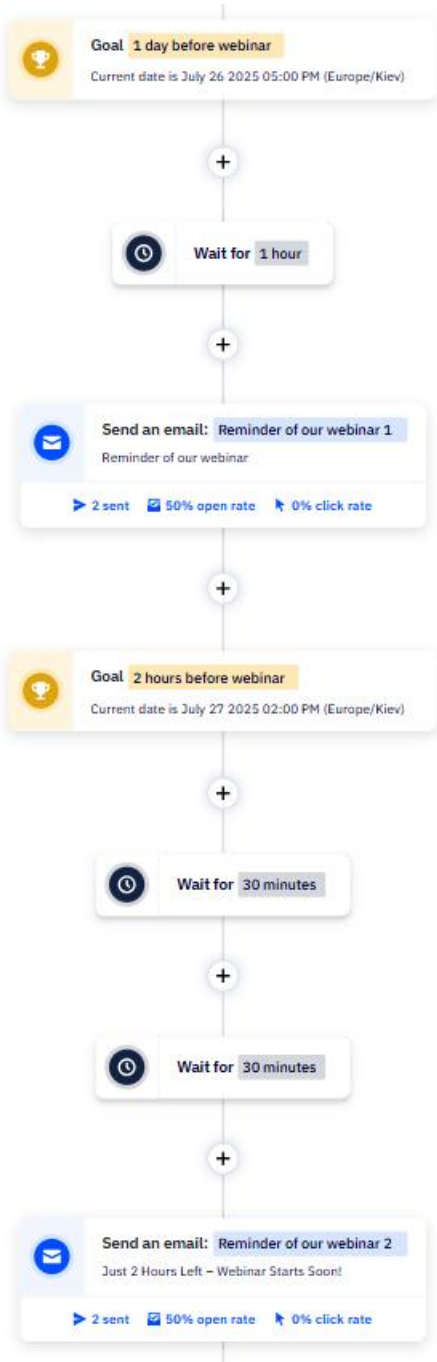 Goal 1 day before webinar
Current date is July 26 2025 05:00 PM (Europe/Kiev)
Wait for 1 hour
Send an email: Reminder of our webinar 1
Reminder of our webinar
2 sent 50% open rate 0% click rate
Goal 2 hours before webinar
Current date is July 27 2025 02:00 PM (Europe/Kiev)
Wait for 30 minutes
Wait for 30 minutes
Send an email: Reminder of our webinar 2
Just 2 Hours Left – Webinar Starts Soon!
2 sent 50% open rate 0% click rate